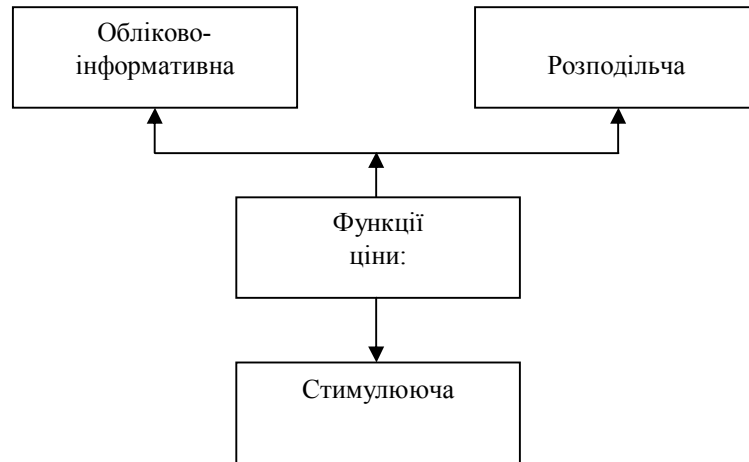 Обліково-
інформативна
Розподільча
Функції
ціни:
Стимулююча